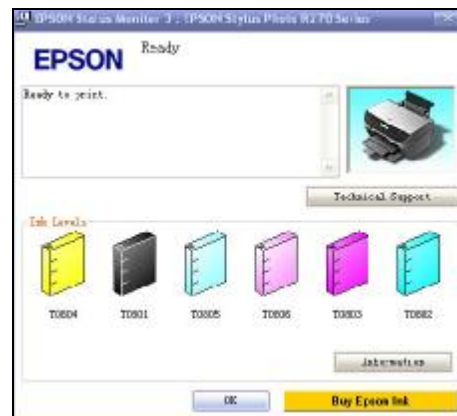 EPSON Status Monitor 3 : EPSON Stylus Photo R270 Series
EPSON
Ready
Ready to print.
Technical Support
Ink Levels
T0804 T0801 T0805 T0806 T0803 T0802
Information
OK
Buy Epson Ink